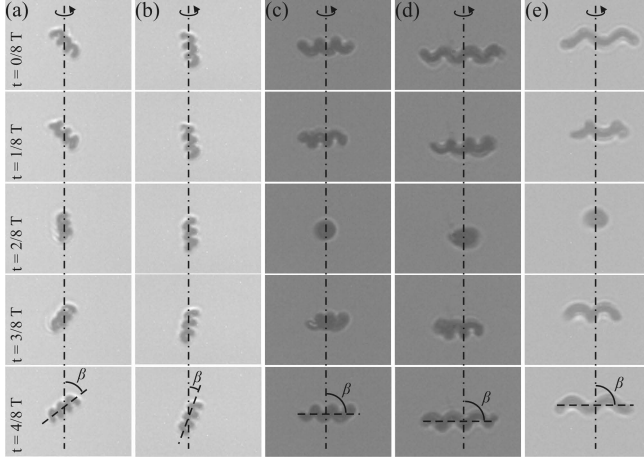 (a) (b) (c) (d) (e)
t = 0/8 T
t = 1/8 T
t = 2/8 T
t = 3/8 T
t = 4/8 T
β β β β β